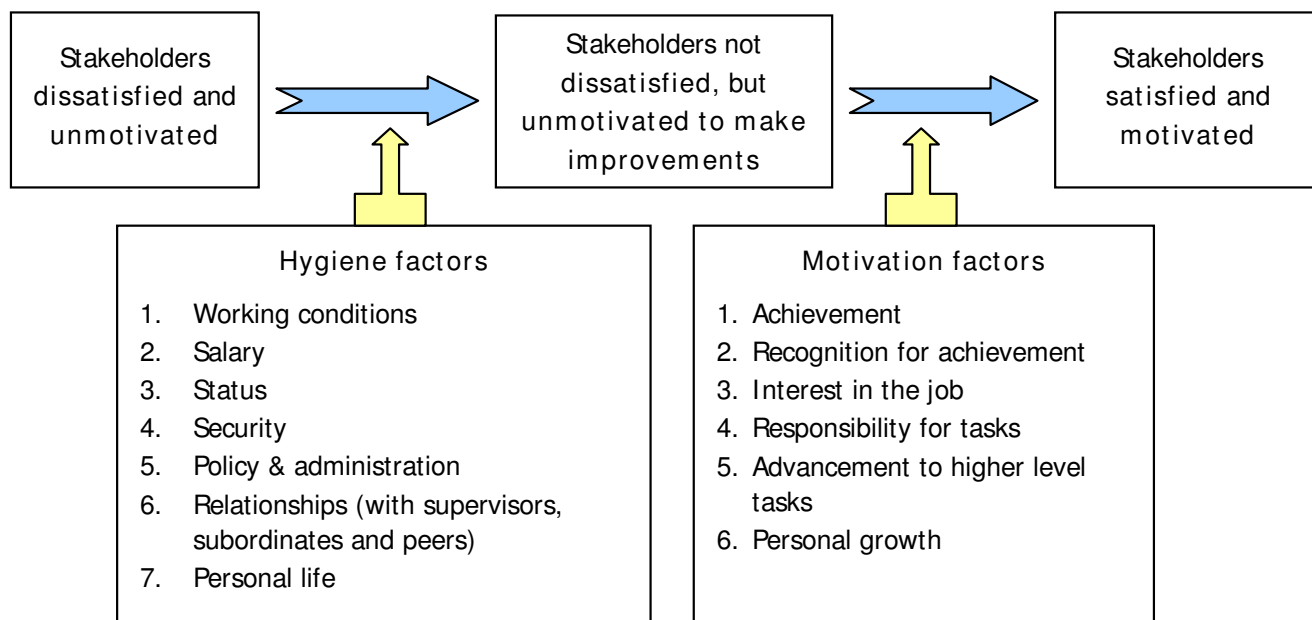 Stakeholders
dissatisfied and
unmotivated
Stakeholders not
dissatisfied, but
unmotivated to make
improvements
Stakeholders
satisfied and
motivated
Hygiene factors
1. Working conditions
2. Salary
3. Status
4. Security
5. Policy & administration
6. Relationships (with supervisors,
subordinates and peers)
7. Personal life
Motivation factors
1. Achievement
2. Recognition for achievement
3. Interest in the job
4. Responsibility for tasks
5. Advancement to higher level
tasks
6. Personal growth